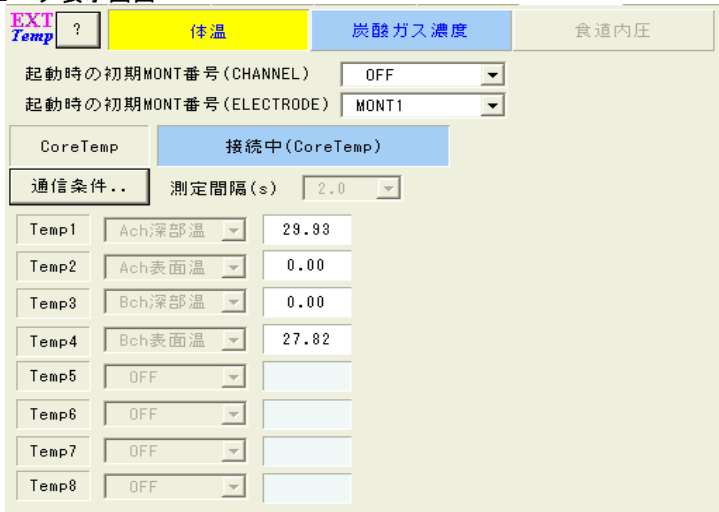 EXT Temp ? 体温 炭酸ガス濃度 食道内圧
起動時の初期MONT番号(CHANNEL) OFF
起動時の初期MONT番号(ELECTRODE) MONT1
CoreTemp 接続中(CoreTemp)
通信条件.. 測定間隔(s) 2.0
Temp1 Ach深部温 29.93
Temp2 Ach表面温 0.00
Temp3 Bch深部温 0.00
Temp4 Bch表面温 27.82
Temp5 OFF
Temp6 OFF
Temp7 OFF
Temp8 OFF